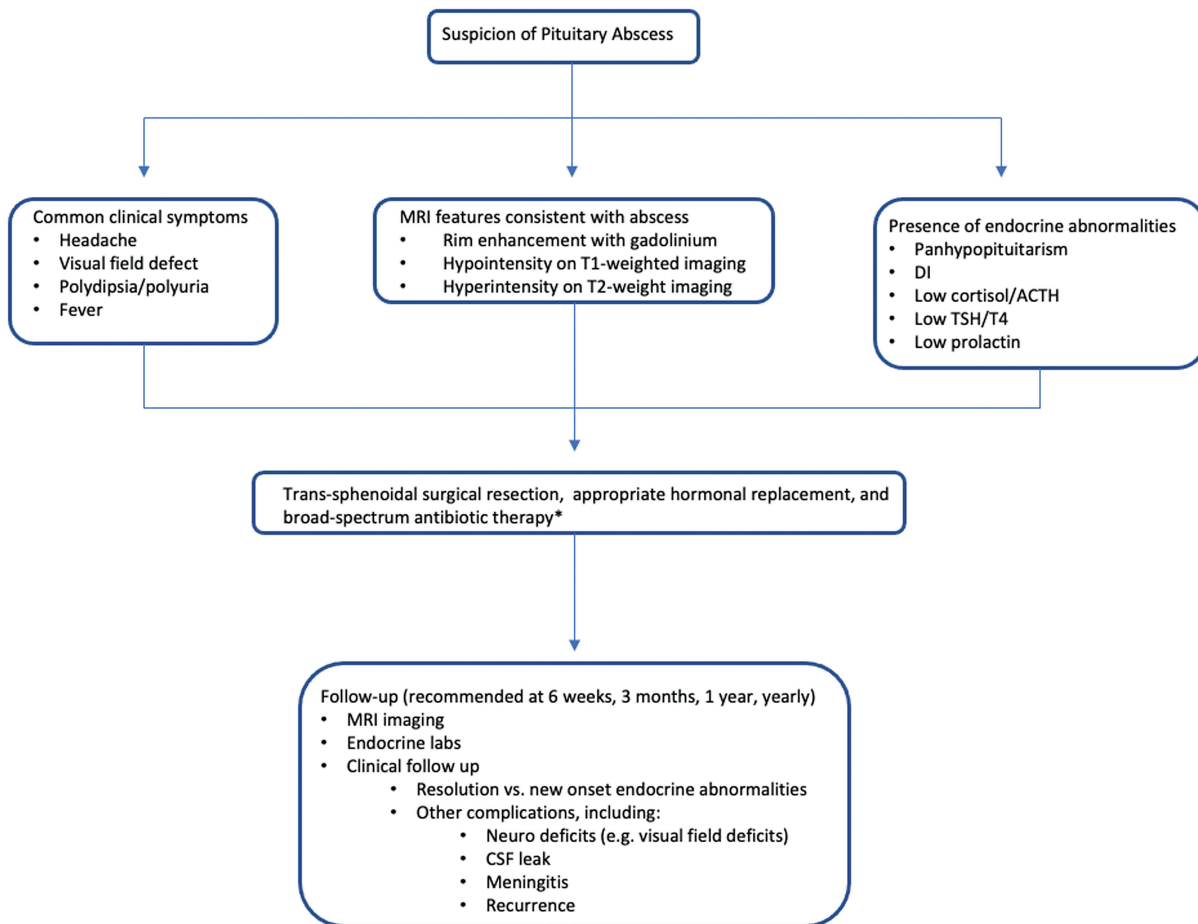 Suspicion of Pituitary Abscess
Common clinical symptoms
• Headache
• Visual field defect
• Polydipsia/polyuria
• Fever
MRI features consistent with abscess
• Rim enhancement with gadolinium
• Hypointensity on T1-weighted imaging
• Hyperintensity on T2-weight imaging
Presence of endocrine abnormalities
• Panhypopituitarism
• DI
• Low cortisol/ACTH
• Low TSH/T4
• Low prolactin
Trans-sphenoidal surgical resection, appropriate hormonal replacement, and
broad-spectrum antibiotic therapy*
Follow-up (recommended at 6 weeks, 3 months, 1 year, yearly)
• MRI imaging
• Endocrine labs
• Clinical follow up
• Resolution vs. new onset endocrine abnormalities
• Other complications, including:
• Neuro deficits (e.g. visual field deficits)
• CSF leak
• Meningitis
• Recurrence